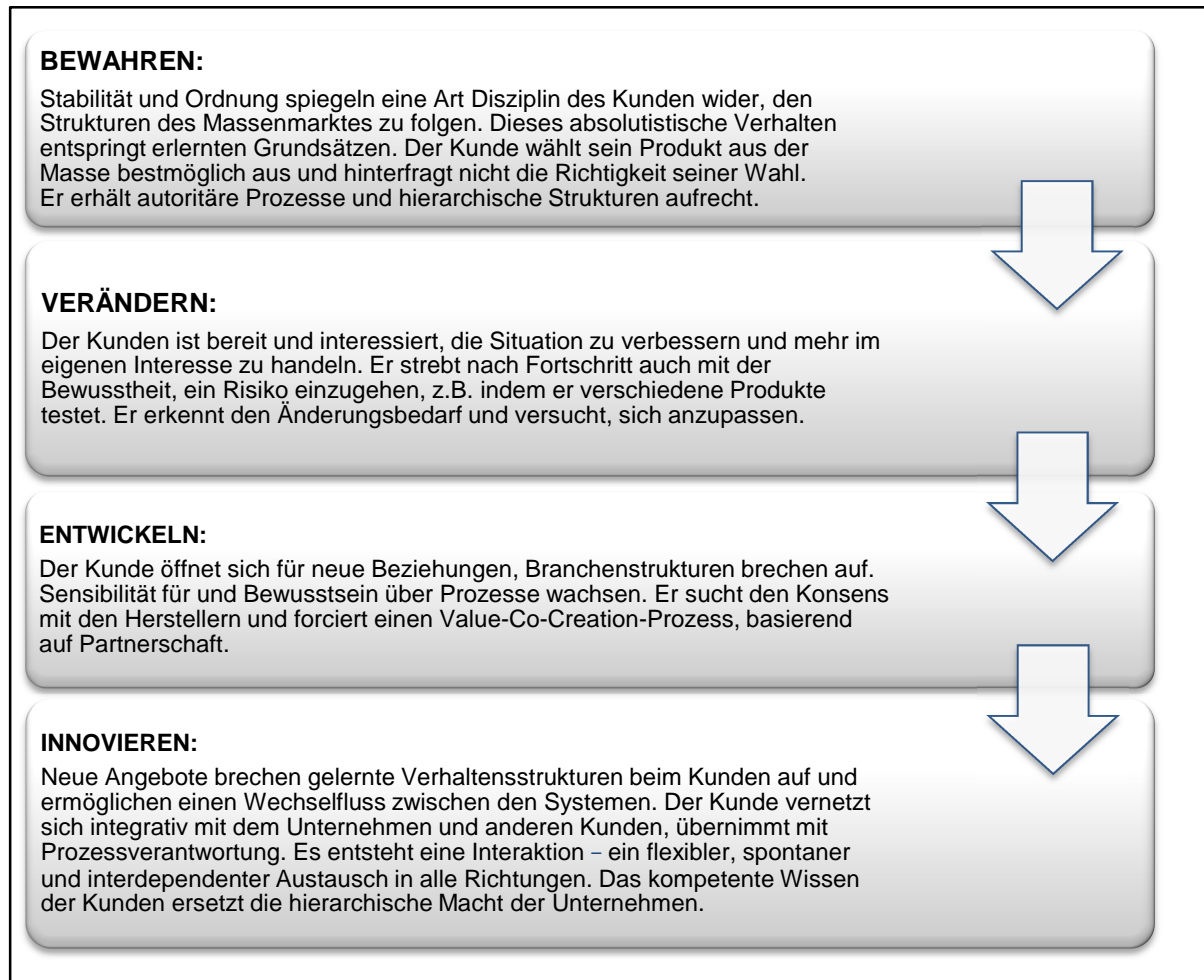 BEWAHREN:
Stabilität und Ordnung spiegeln eine Art Disziplin des Kunden wider, den
Strukturen des Massenmarktes zu folgen. Dieses absolutistische Verhalten
entspringt erlernten Grundsätzen. Der Kunde wählt sein Produkt aus der
Masse bestmöglich aus und hinterfragt nicht die Richtigkeit seiner Wahl.
Er erhält autoritäre Prozesse und hierarchische Strukturen aufrecht.
VERÄNDERN:
Der Kunden ist bereit und interessiert, die Situation zu verbessern und mehr im
eigenen Interesse zu handeln. Er strebt nach Fortschritt auch mit der
Bewusstheit, ein Risiko einzugehen, z.B. indem er verschiedene Produkte
testet. Er erkennt den Änderungsbedarf und versucht, sich anzupassen.
ENTWICKELN:
Der Kunde öffnet sich für neue Beziehungen, Branchenstrukturen brechen auf.
Sensibilität für und Bewusstsein über Prozesse wachsen. Er sucht den Konsens
mit den Herstellern und forciert einen Value-Co-Creation-Prozess, basierend
auf Partnerschaft.
INNOVIEREN:
Neue Angebote brechen gelernte Verhaltensstrukturen beim Kunden auf und
ermöglichen einen Wechselfluss zwischen den Systemen. Der Kunde vernetzt
sich integrativ mit dem Unternehmen und anderen Kunden, übernimmt mit
Prozessverantwortung. Es entsteht eine Interaktion – ein flexibler, spontaner
und interdependenter Austausch in alle Richtungen. Das kompetente Wissen
der Kunden ersetzt die hierarchische Macht der Unternehmen.